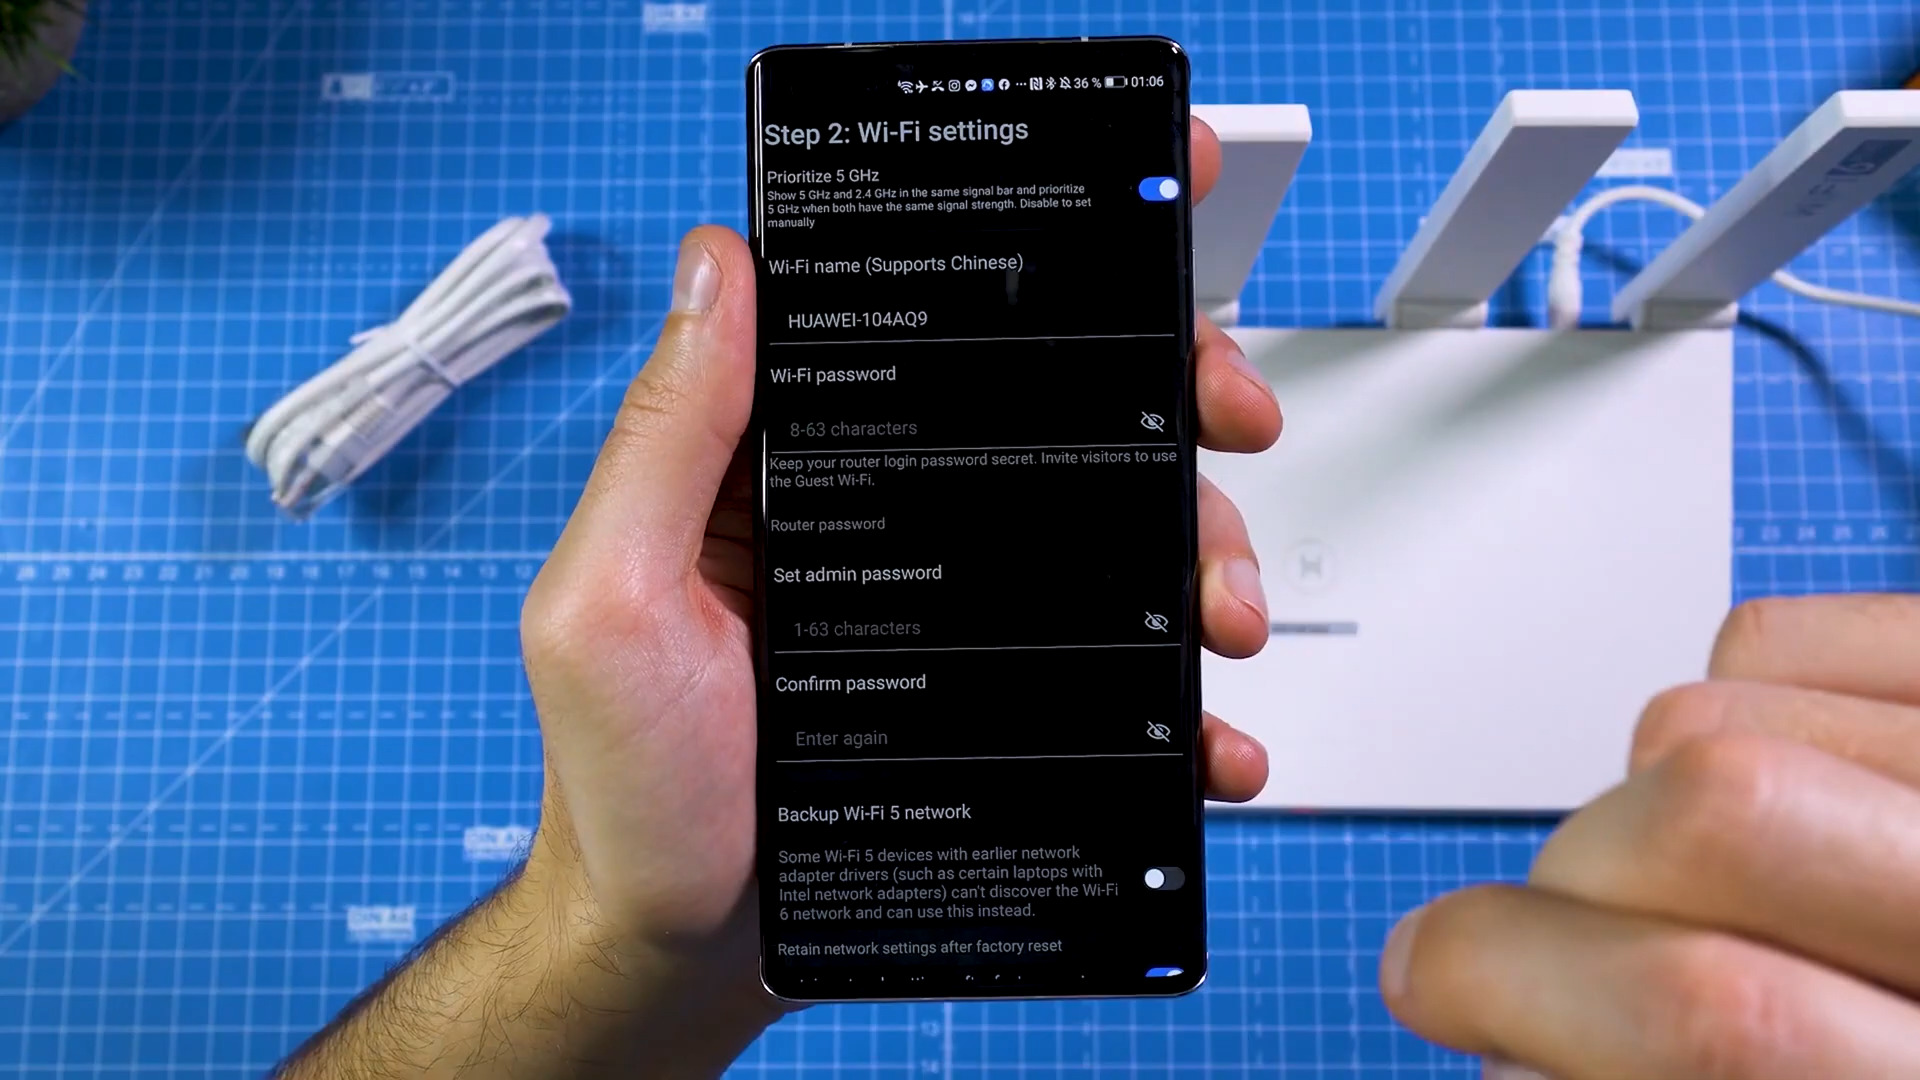 36 % 01:06
Step 2: Wi-Fi settings
Prioritize 5 GHz
Show 5 GHz and 2.4 GHz in the same signal bar and prioritize
5 GHz when both have the same signal strength. Disable to set
manually
Wi-Fi name (Supports Chinese)
HUAWEI-104AQ9
Wi-Fi password
8-63 characters
Keep your router login password secret. Invite visitors to use
the Guest Wi-Fi.
Router password
Set admin password
1-63 characters
Confirm password
Enter again
Backup Wi-Fi 5 network
Some Wi-Fi 5 devices with earlier network
adapter drivers (such as certain laptops with
Intel network adapters) can't discover the Wi-Fi
6 network and can use this instead.
Retain network settings after factory reset